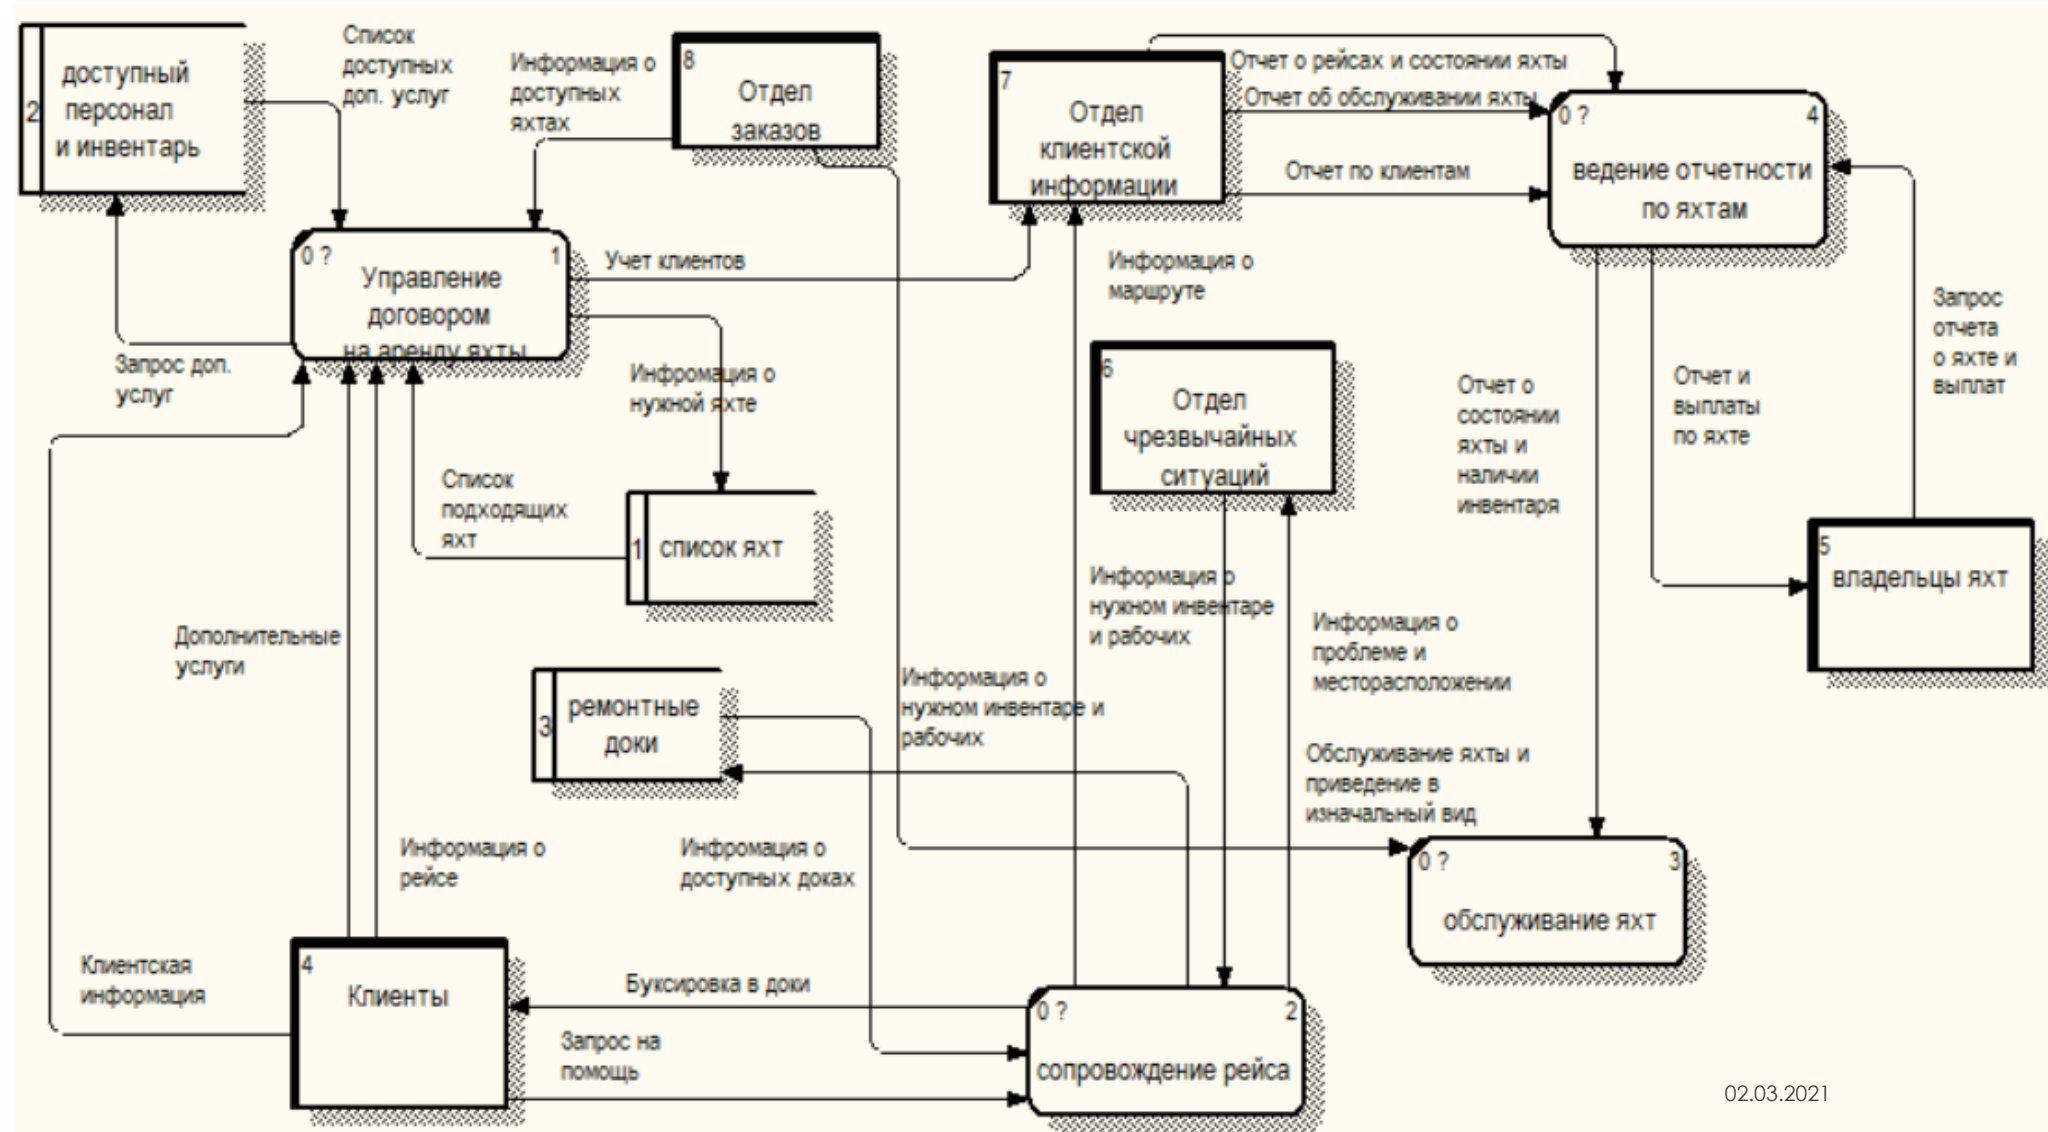 2
доступный
персонал
и инвентарь
Список
доступных
доп. услуг
Информация о
доступных
яхтах
8
Отдел
заказов
7
Отдел
клиентской
информации
Отчет о рейсах и состоянии яхты
Отчет об обслуживании яхты
Отчет по клиентам
0 ?
4
ведение отчетности
по яхтам
0 ?
1
Управление
договором
на аренду яхты
Учет клиентов
Информация о
маршруте
Запрос
отчета
о яхте и
выплат
Запрос доп.
услуг
Инфромация о
нужной яхте
6
Отдел
чрезвычайных
ситуаций
Отчет о
состоянии
яхты и
наличии
инвентаря
Отчет и
выплаты
по яхте
Список
подходящих
яхт
1
список яхт
5
владельцы яхт
Информация о
нужном инвентаре
и рабочих
Информация о
проблеме и
месторасположении
Дополнительные
услуги
3
ремонтные
доки
Информация о
нужном инвентаре и
рабочих
Обслуживание яхты и
приведение в
изначальный вид
Информация о
рейсе
Инфромация о
доступных доках
0 ?
3
обслуживание яхт
Клиентская
информация
4
Клиенты
Буксировка в доки
Запрос на
помощь
0 ?
2
сопровождение рейса
02.03.2021